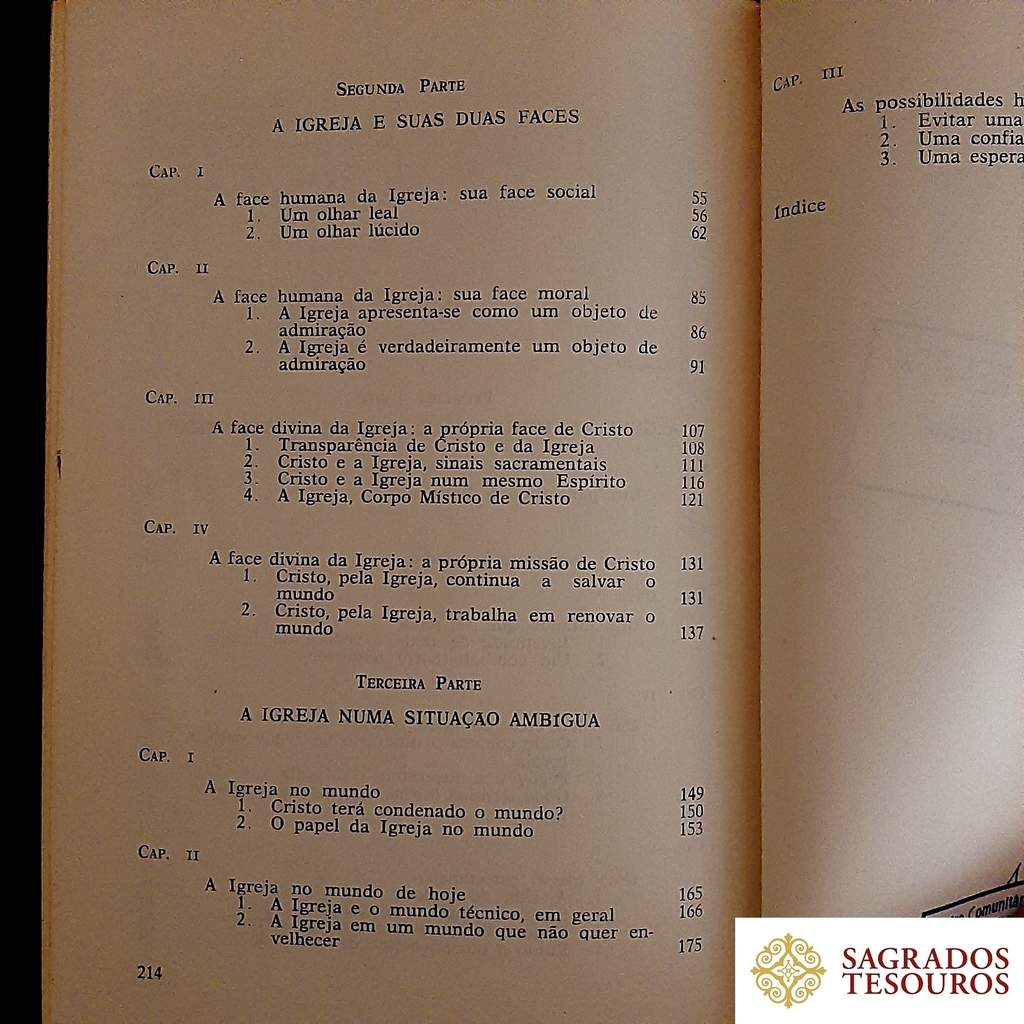 SEGUNDA PARTE
A IGREJA E SUAS DUAS FACES
CAP. I
A face humana da Igreja: sua face social 55
1. Um olhar leal 56
2. Um olhar lúcido 62
CAP. II
A face humana da Igreja: sua face moral 85
1. A Igreja apresenta-se como um objeto de
admiração 86
2. A Igreja é verdadeiramente um objeto de
admiração 91
CAP. III
A face divina da Igreja: a própria face de Cristo 107
1. Transparência de Cristo e da Igreja 108
2. Cristo e a Igreja, sinais sacramentais 111
3. Cristo e a Igreja num mesmo Espírito 116
4. A Igreja, Corpo Místico de Cristo 121
CAP. IV
A face divina da Igreja: a própria missão de Cristo 131
1. Cristo, pela Igreja, continua a salvar o
mundo 131
2. Cristo, pela Igreja, trabalha em renovar o
mundo 137
TERCEIRA PARTE
A IGREJA NUMA SITUAÇÃO AMBÍGUA
CAP. I
A Igreja no mundo 149
1. Cristo terá condenado o mundo? 150
2. O papel da Igreja no mundo 153
CAP. II
A Igreja no mundo de hoje 165
1. A Igreja e o mundo técnico, em geral 166
2. A Igreja em um mundo que não quer en-
velhecer 175
214
CAP. III
As possibilidades h
1. Evitar uma
2. Uma confia
3. Uma espera
Índice
Comunitár
SAGRADOS
TESOUROS